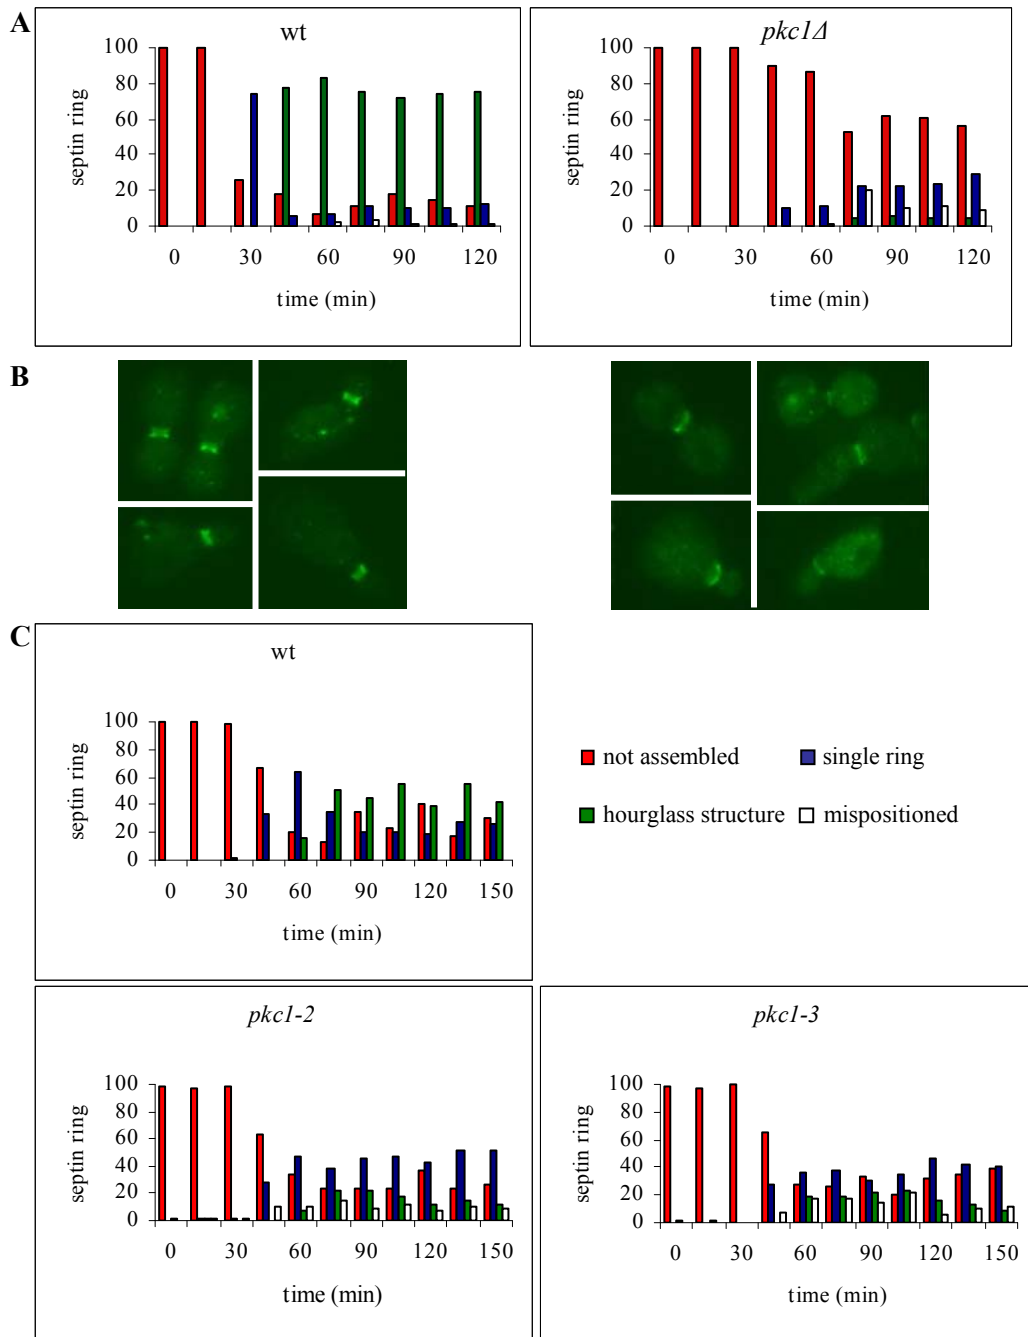 A
wt
100
80
60
40
20
0
septin ring
0 30 60 90 120
time (min)
pkc1Δ
100
80
60
40
20
0
septin ring
0 30 60 90 120
time (min)
B
C
wt
100
80
60
40
20
0
septin ring
0 30 60 90 120 150
time (min)
not assembled single ring
hourglass structure mispositioned
pkc1-2
100
80
60
40
20
0
septin ring
0 30 60 90 120 150
time (min)
pkc1-3
100
80
60
40
20
0
septin ring
0 30 60 90 120 150
time (min)